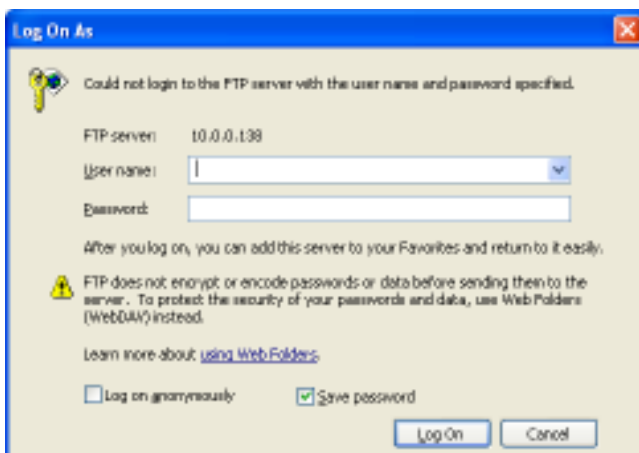 Log On As
Could not login to the FTP server with the user name and password specified.
FTP server: 10.0.0.138
User name:
Password:
After you log on, you can add this server to your Favorites and return to it easily.
FTP does not encrypt or encode passwords or data before sending them to the
server. To protect the security of your passwords and data, use Web Folders
(WebDAV) instead.
Learn more about using Web Folders.
Log on anonymously Save password
Log On Cancel